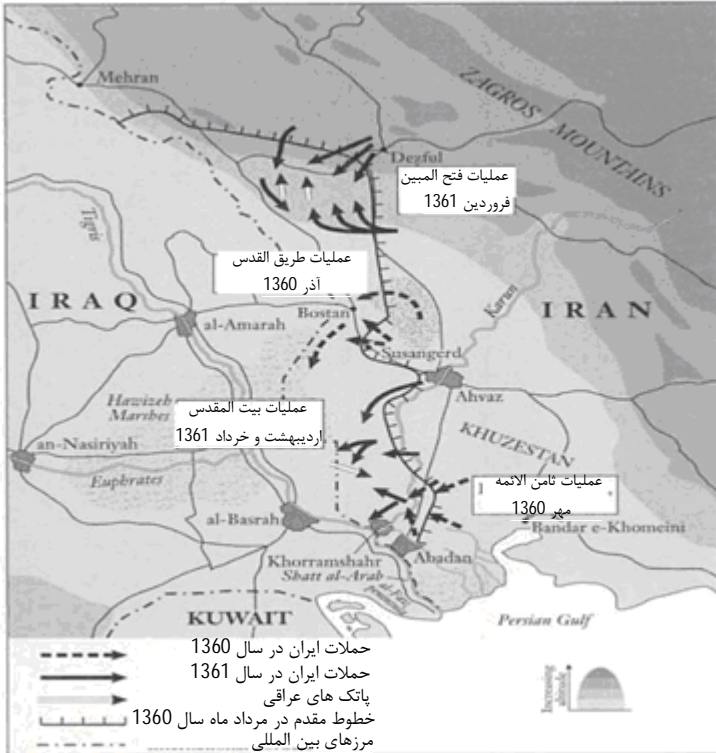 Mehran
ZAGROS MOUNTAINS
Dezful
عملیات فتح المبین
فروردین 1361
Tigris
عملیات طریق القدس
آذر 1360
IRAQ
IRAN
Karun
Bostan
al-Amarah
Susangerd
Ahvaz
Hawizeh
Marshes
عملیات بیت المقدس
اردیبهشت و خرداد 1361
an-Nasiriyah
KHUZESTAN
Euphrates
عملیات ثامن الائمه
مهر 1360
al-Basrah
Bandar e-Khomeini
Khorramshahr
Abadan
Shatt al-Arab
KUWAIT
Persian Gulf
حملات ایران در سال 1360
حملات ایران در سال 1361
پاتک های عراقی
خطوط مقدم در مرداد ماه سال 1360
مرزهای بین المللی
Increasing
altitude